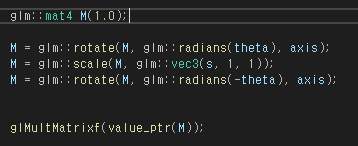 glm::mat4 M(1.0);
M = glm::rotate(M, glm::radians(theta), axis);
M = glm::scale(M, glm::vec3(s, 1, 1));
M = glm::rotate(M, glm::radians(-theta), axis);
glMultMatrixf(value_ptr(M));